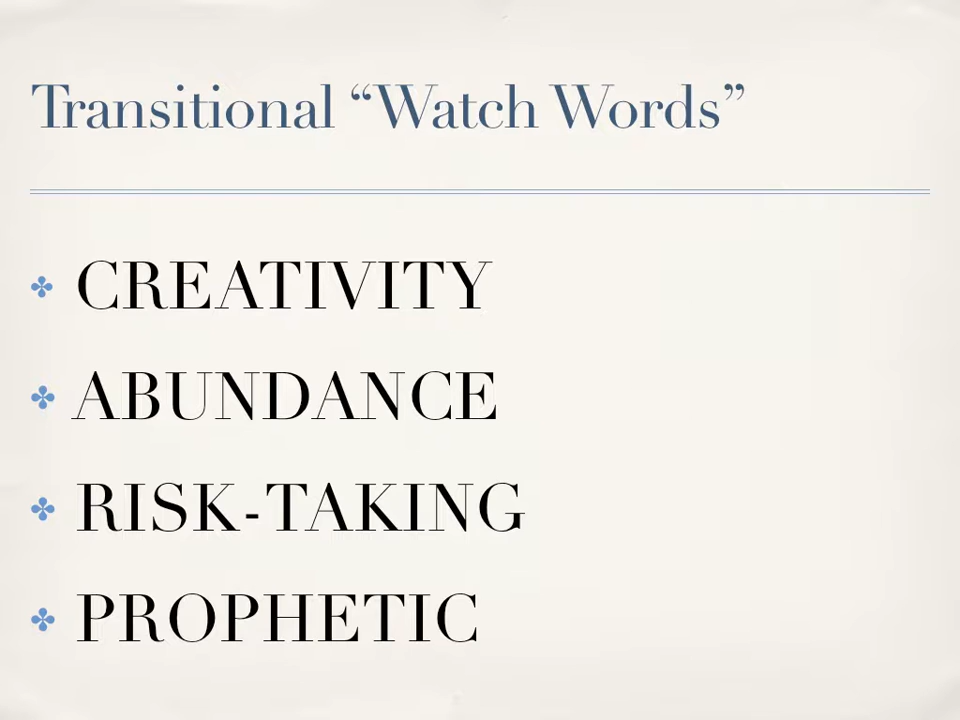 Transitional “Watch Words”
CREATIVITY
ABUNDANCE
RISK-TAKING
PROPHETIC